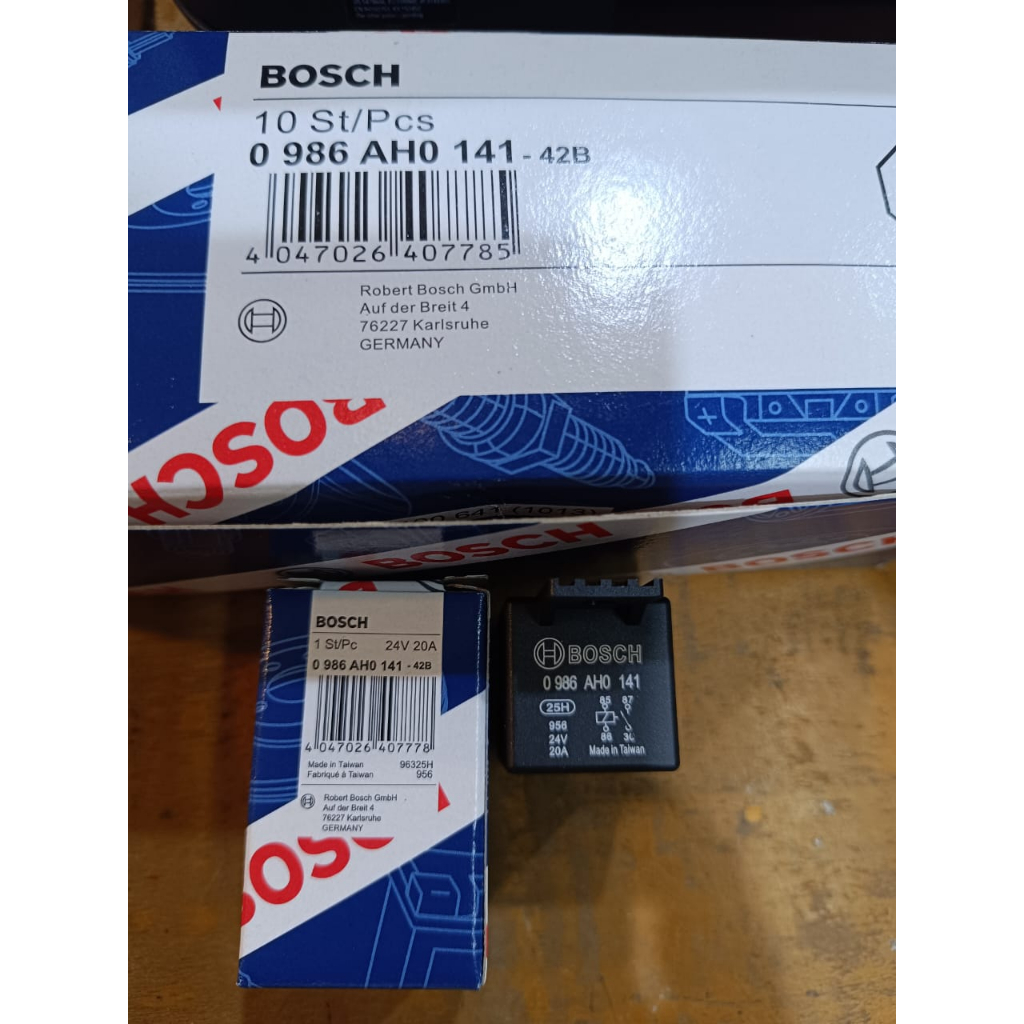 BOSCH
10 St/Pcs
0 986 AH0 141 - 42B
4 047026 407785
Robert Bosch GmbH
Auf der Breit 4
76227 Karlsruhe
GERMANY
BOSCH
BOSCH
BOSCH
BOSCH
1 St/Pc 24V 20A
0 986 AH0 141 - 42B
4 047026 407778
Made in Taiwan 96325H
Fabriqué à Taiwan 956
Robert Bosch GmbH
Auf der Breit 4
76227 Karlsruhe
GERMANY
BOSCH
0 986 AH0 141
25H
85 87
956
24V
86 30
20A
Made in Taiwan